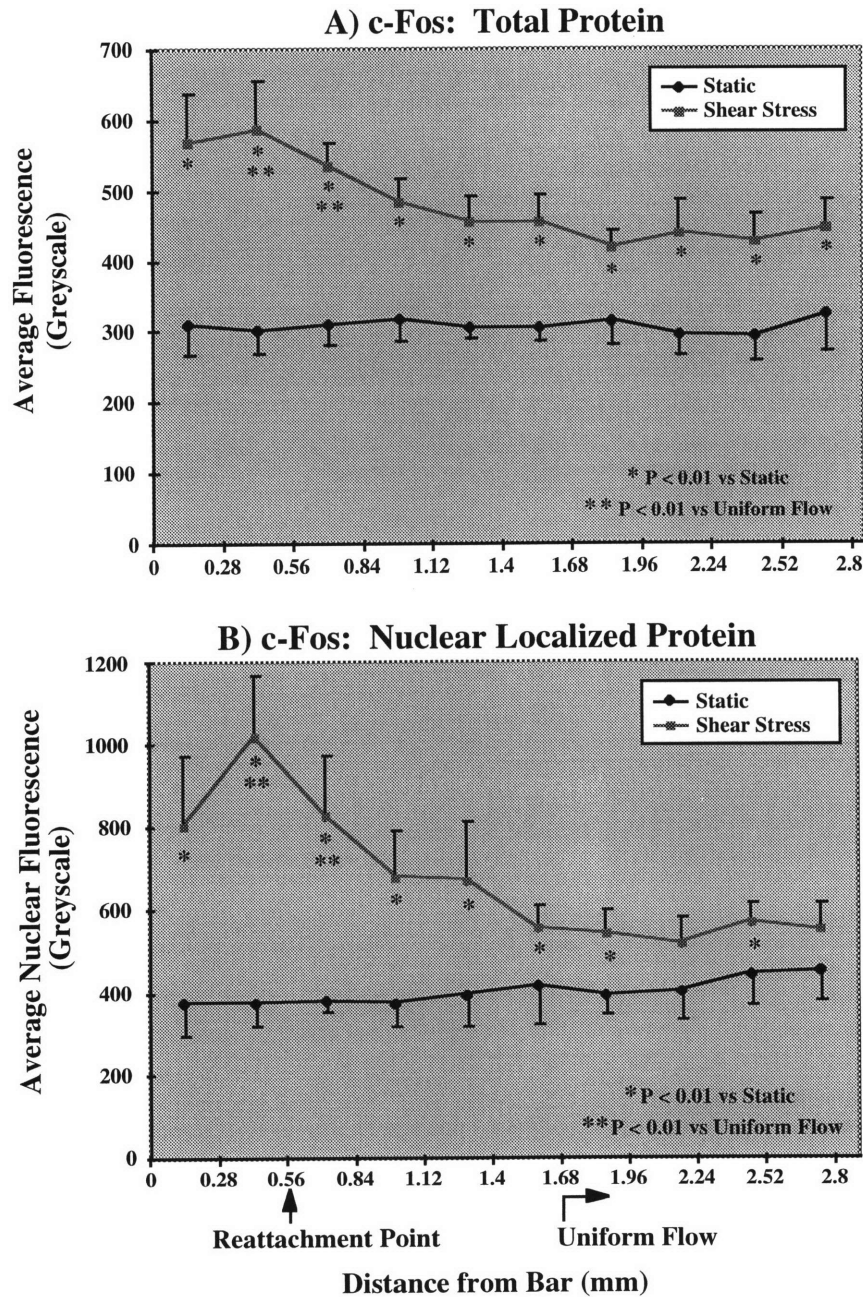 A) c-Fos: Total Protein
700
600
500
400
300
200
100
0
Average Fluorescence
(Greyscale)
Static
Shear Stress
*
*
**
*
**
*
*
*
*
*
*
*
* P < 0.01 vs Static
** P < 0.01 vs Uniform Flow
0 0.28 0.56 0.84 1.12 1.4 1.68 1.96 2.24 2.52 2.8
B) c-Fos: Nuclear Localized Protein
1200
1000
800
600
400
200
0
Average Nuclear Fluorescence
(Greyscale)
Static
Shear Stress
*
*
**
*
**
*
*
*
*
*
* P < 0.01 vs Static
** P < 0.01 vs Uniform Flow
0 0.28 0.56 0.84 1.12 1.4 1.68 1.96 2.24 2.52 2.8
Reattachment Point
Uniform Flow
Distance from Bar (mm)